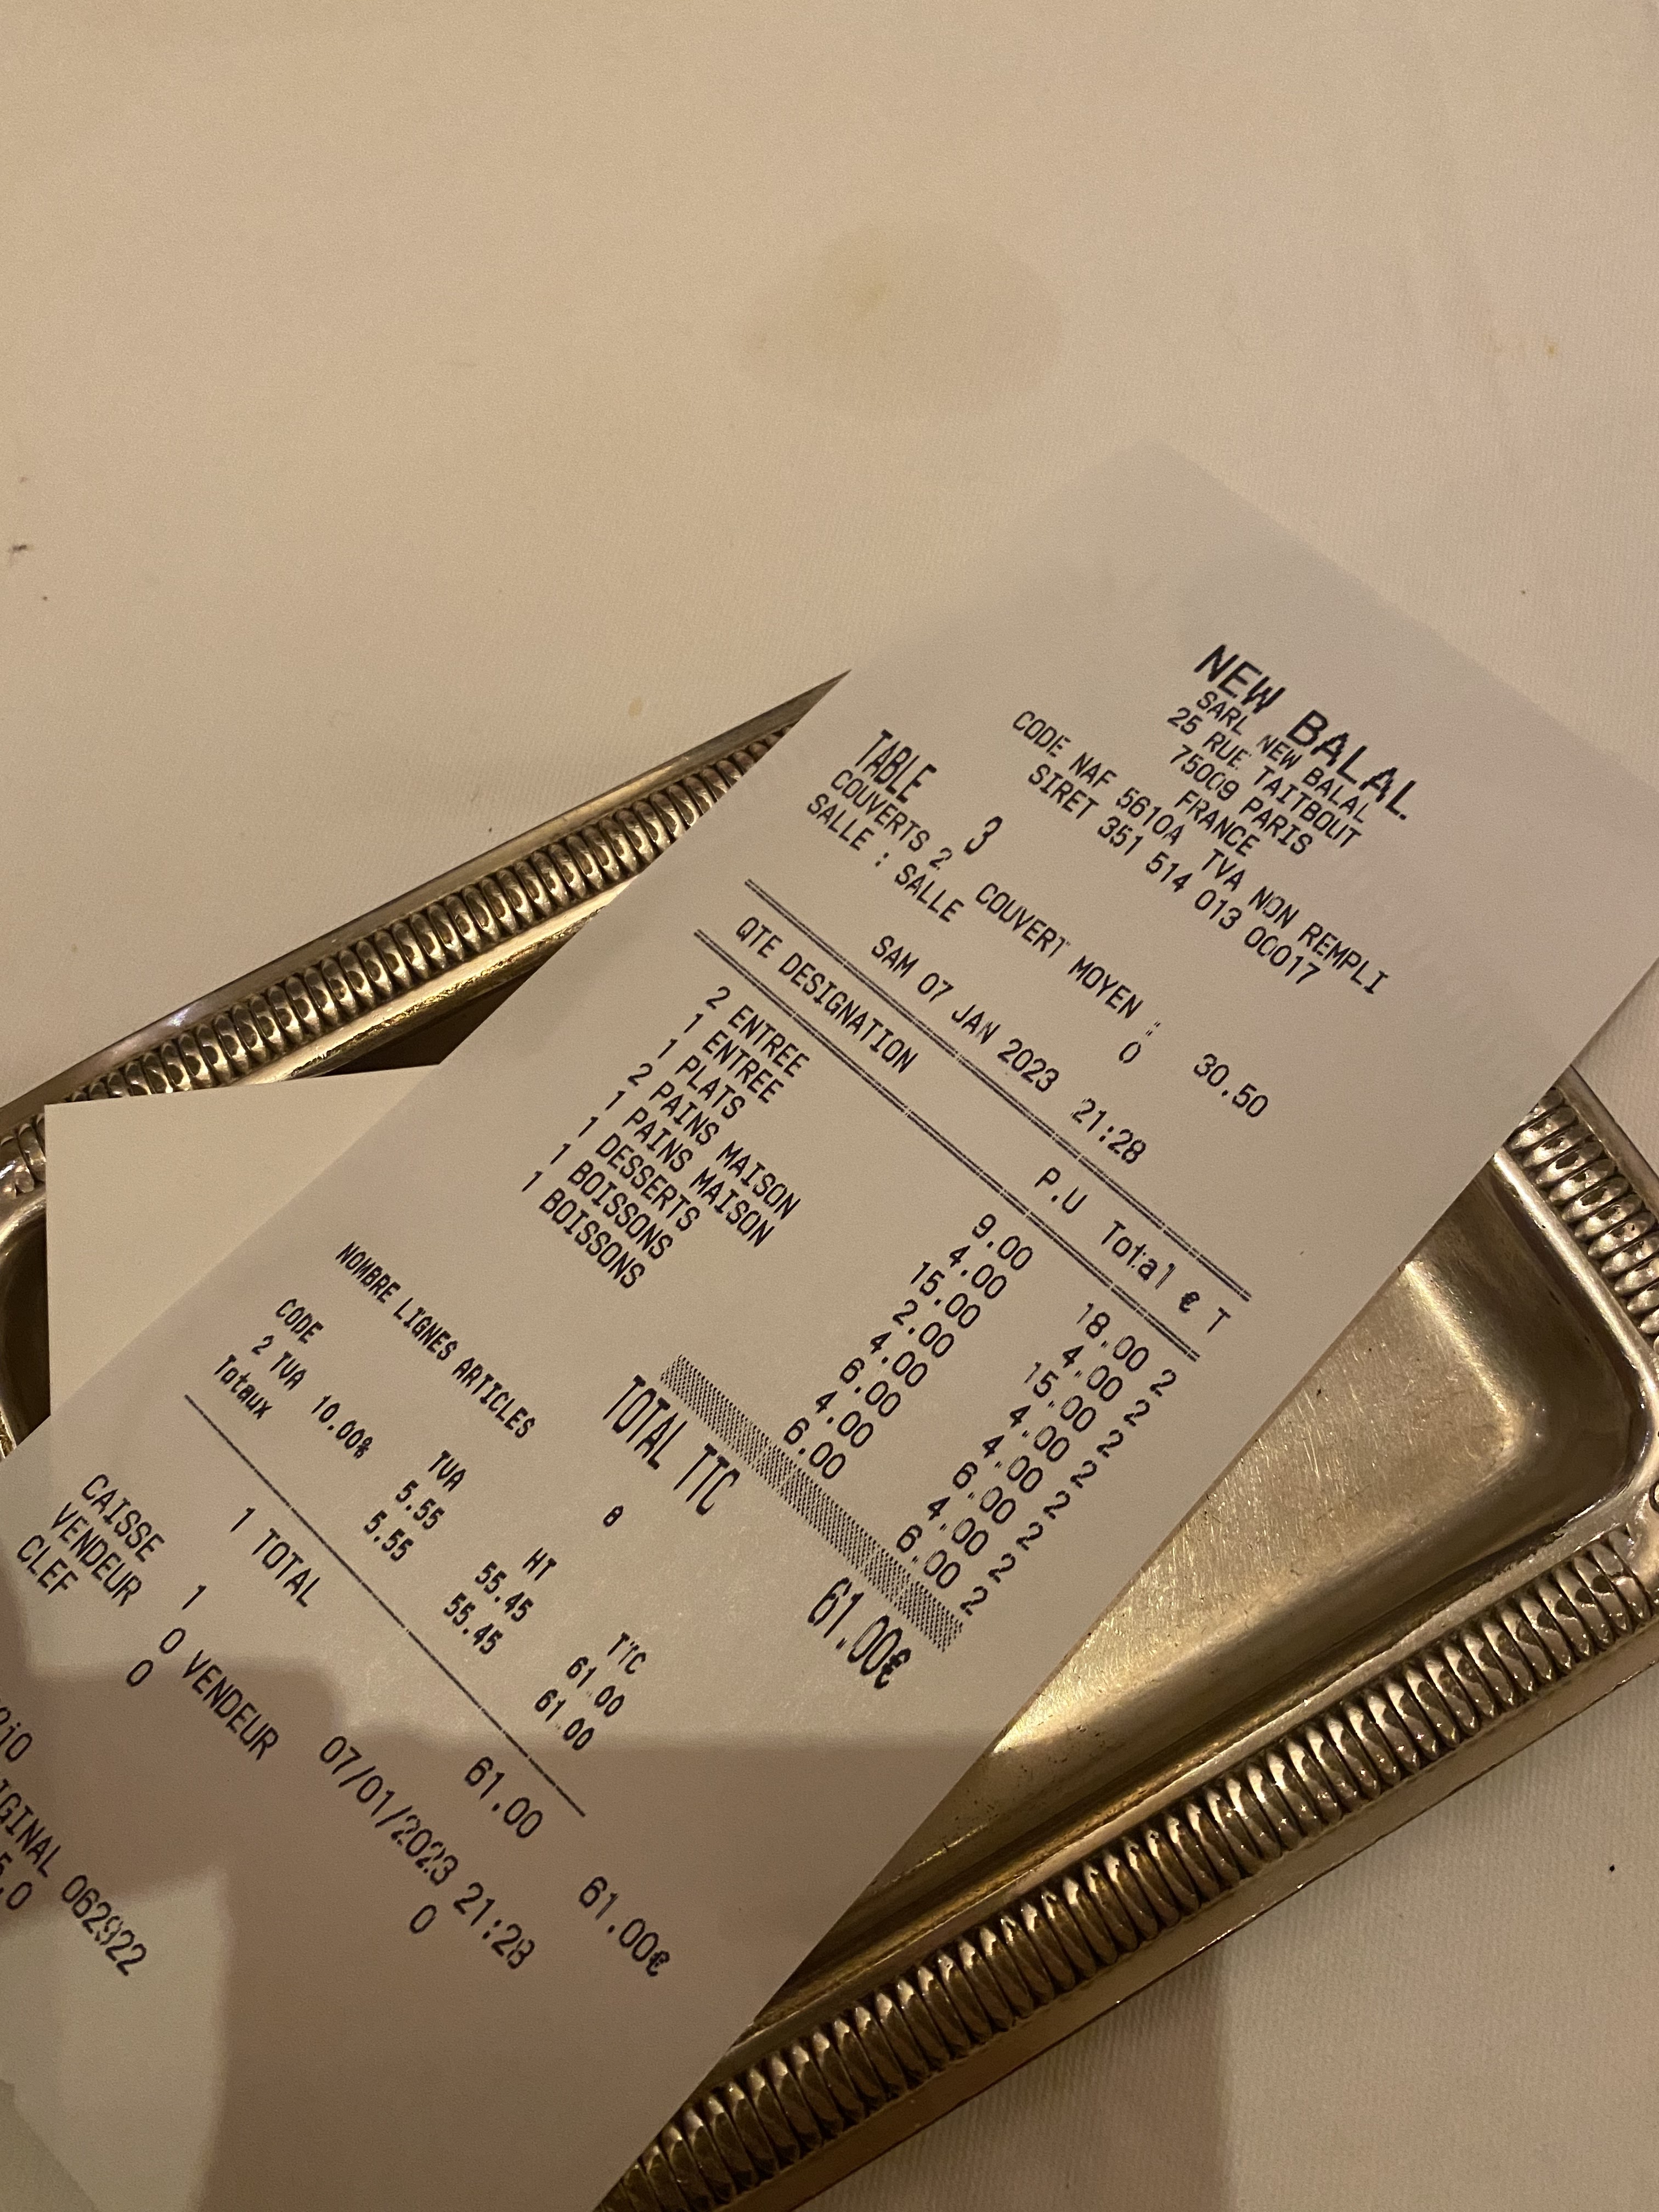 NEW BALAL.
SARL NEW BALAL
25 RUE TAITBOUT
75009 PARIS
FRANCE
CODE NAF 5610A TVA NON REMPLI
SIRET 351 514 013 00017
TABLE 3
COUVERTS 2 COUVERT MOYEN : 30.50
SALLE : SALLE 0
SAM 07 JAN 2023 21:28
QTE DESIGNATION P.U Total € T
2 ENTREE 9.00 18.00 2
1 ENTREE 4.00 4.00 2
1 PLATS 15.00 15.00 2
2 PAINS MAISON 2.00 4.00 2
1 PAINS MAISON 4.00 4.00 2
1 DESSERTS 6.00 6.00 2
1 BOISSONS 4.00 4.00 2
1 BOISSONS 6.00 6.00 2
TOTAL TTC 61.00€
NOMBRE LIGNES ARTICLES 8
CODE TVA HT TTC
2 TVA 10.00% 5.55 55.45 61.00
Totaux 5.55 55.45 61.00
1 TOTAL 61.00 61.00€
CAISSE 1 07/01/2023 21:28
VENDEUR 0 VENDEUR 0
CLEF 0
IGINAL 062922
5.0